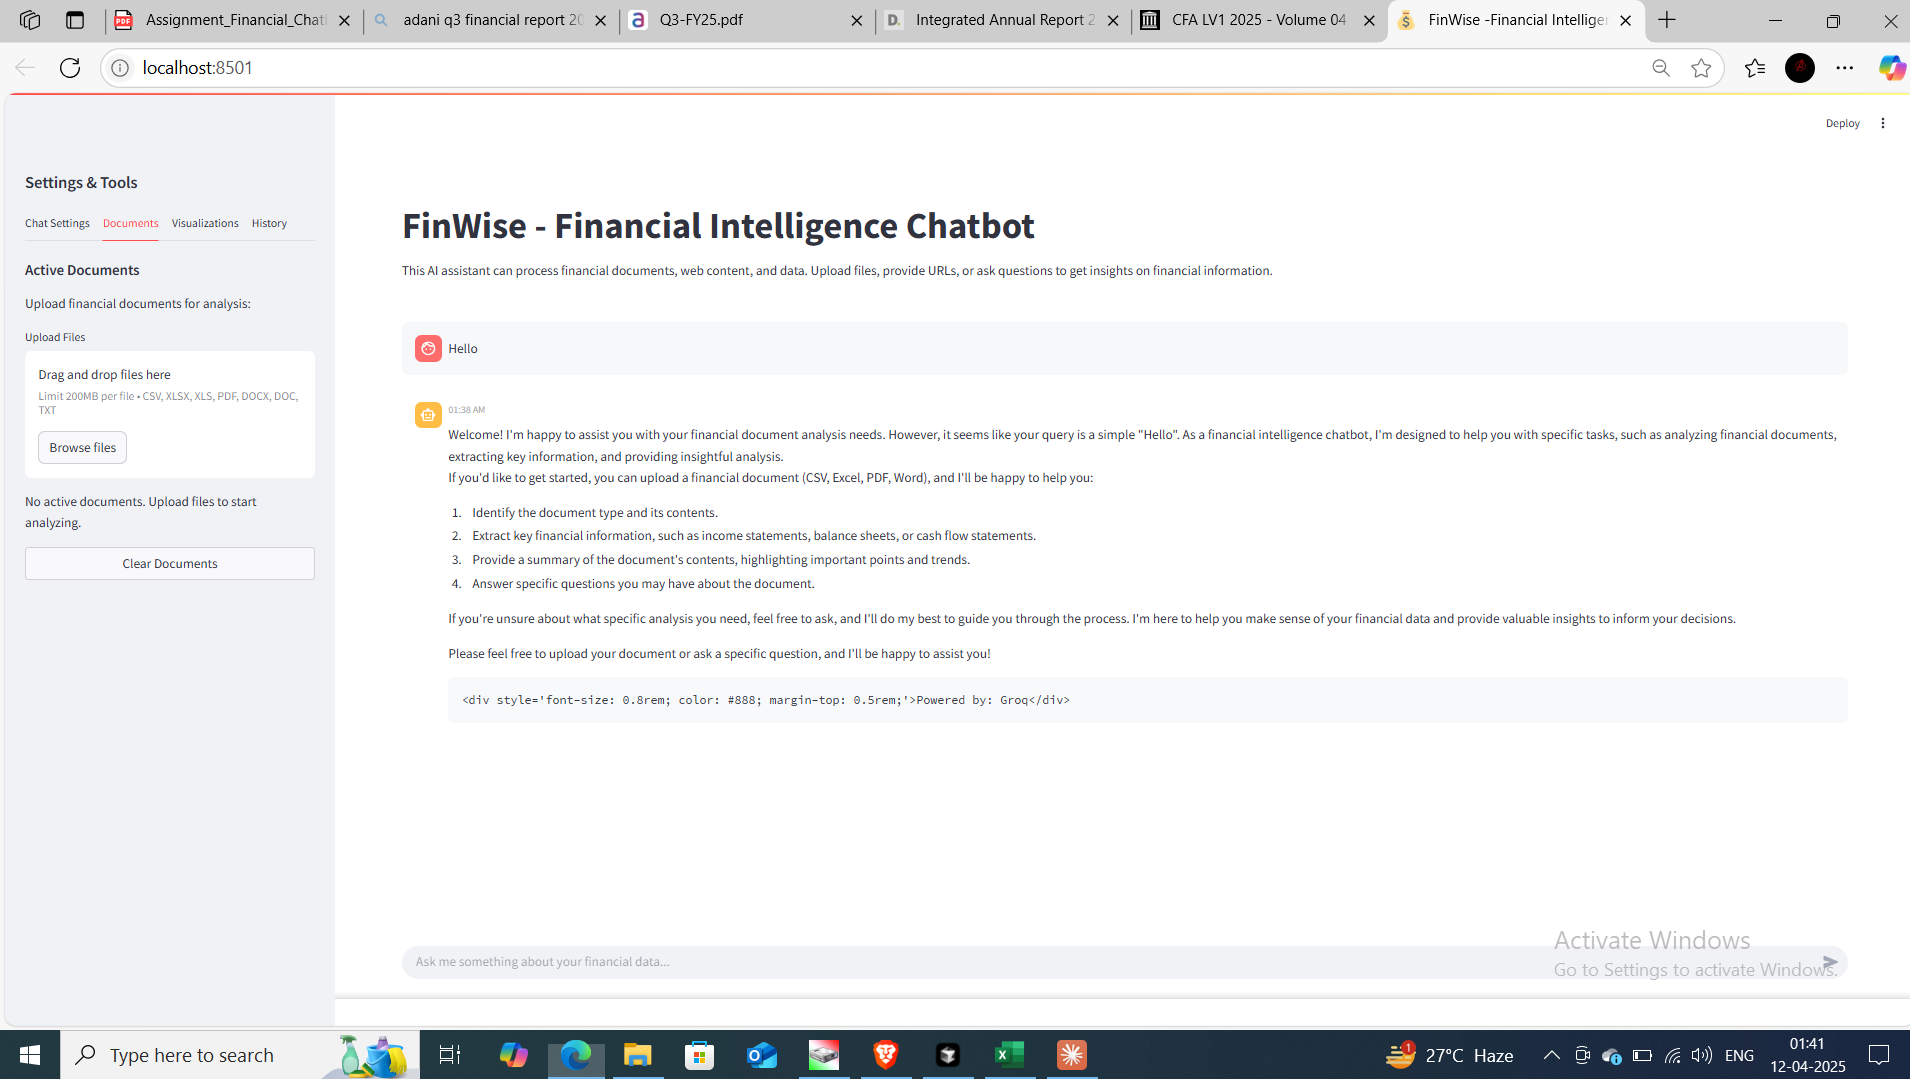 Assignment_Financial_Chat
adani q3 financial report 20
Q3-FY25.pdf
Integrated Annual Report 2
CFA LV1 2025 - Volume 04
FinWise -Financial Intelliger
localhost:8501
Deploy
Settings & Tools
Chat Settings Documents Visualizations History
Active Documents
Upload financial documents for analysis:
Upload Files
Drag and drop files here
Limit 200MB per file • CSV, XLSX, XLS, PDF, DOCX, DOC,
TXT
Browse files
No active documents. Upload files to start
analyzing.
Clear Documents
FinWise - Financial Intelligence Chatbot
This AI assistant can process financial documents, web content, and data. Upload files, provide URLs, or ask questions to get insights on financial information.
Hello
01:38 AM
Welcome! I'm happy to assist you with your financial document analysis needs. However, it seems like your query is a simple "Hello". As a financial intelligence chatbot, I'm designed to help you with specific tasks, such as analyzing financial documents,
extracting key information, and providing insightful analysis.
If you'd like to get started, you can upload a financial document (CSV, Excel, PDF, Word), and I'll be happy to help you:
1. Identify the document type and its contents.
2. Extract key financial information, such as income statements, balance sheets, or cash flow statements.
3. Provide a summary of the document's contents, highlighting important points and trends.
4. Answer specific questions you may have about the document.
If you're unsure about what specific analysis you need, feel free to ask, and I'll do my best to guide you through the process. I'm here to help you make sense of your financial data and provide valuable insights to inform your decisions.
Please feel free to upload your document or ask a specific question, and I'll be happy to assist you!
<div style='font-size: 0.8rem; color: #888; margin-top: 0.5rem;'>Powered by: Groq</div>
Ask me something about your financial data...
Activate Windows
Go to Settings to activate Windows.
Type here to search
1
27°C Haze
ENG
01:41
12-04-2025